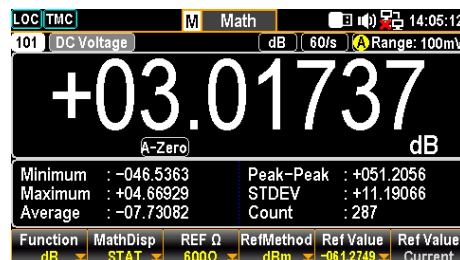 LOC TMC M Math 14:05:12
101 DC Voltage dB 60/s A Range: 100mV
+03.01737
A-Zero dB
Minimum : -046.5363 Peak-Peak : +051.2056
Maximum : +04.66929 STDEV : +11.19066
Average : -07.73082 Count : 287
Function MathDisp REF Ω RefMethod Ref Value Ref Value
dB STAT 600Ω dBm -061.2749 Current